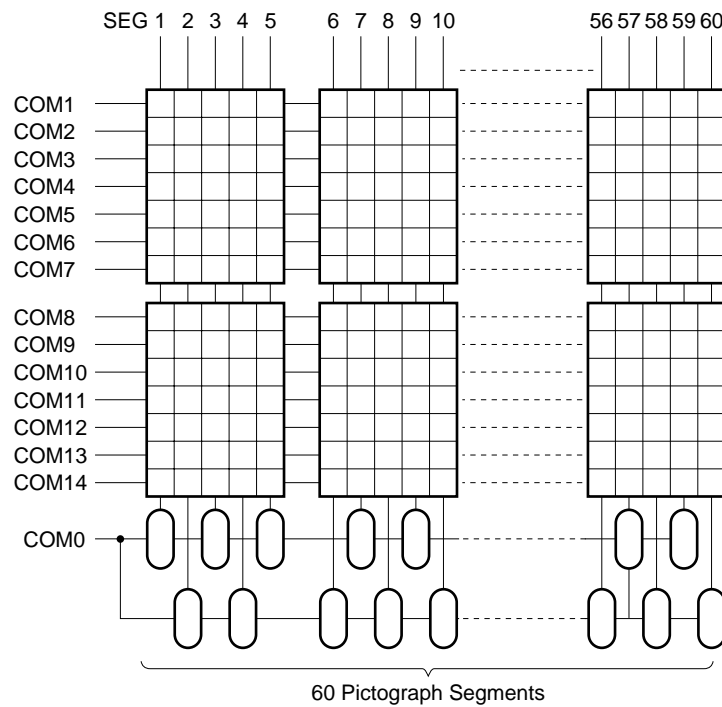 SEG 1 2 3 4 5 6 7 8 9 10 56 57 58 59 60
COM1
COM2
COM3
COM4
COM5
COM6
COM7
COM8
COM9
COM10
COM11
COM12
COM13
COM14
COM0
60 Pictograph Segments